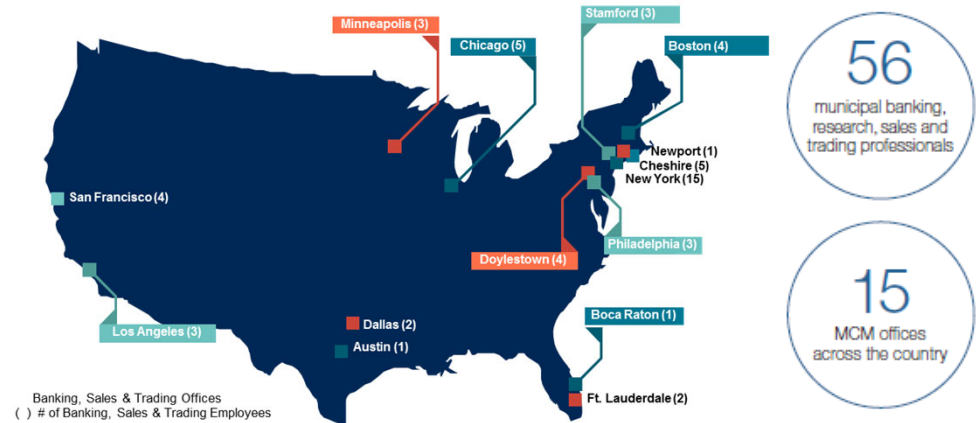 Minneapolis (3)
Chicago (5)
Stamford (3)
Boston (4)
Newport (1)
Cheshire (5)
New York (15)
San Francisco (4)
Philadelphia (3)
Doylestown (4)
Los Angeles (3)
Dallas (2)
Austin (1)
Boca Raton (1)
Ft. Lauderdale (2)
Banking, Sales & Trading Offices
( ) # of Banking, Sales & Trading Employees
56
municipal banking,
research, sales and
trading professionals
15
MCM offices
across the country